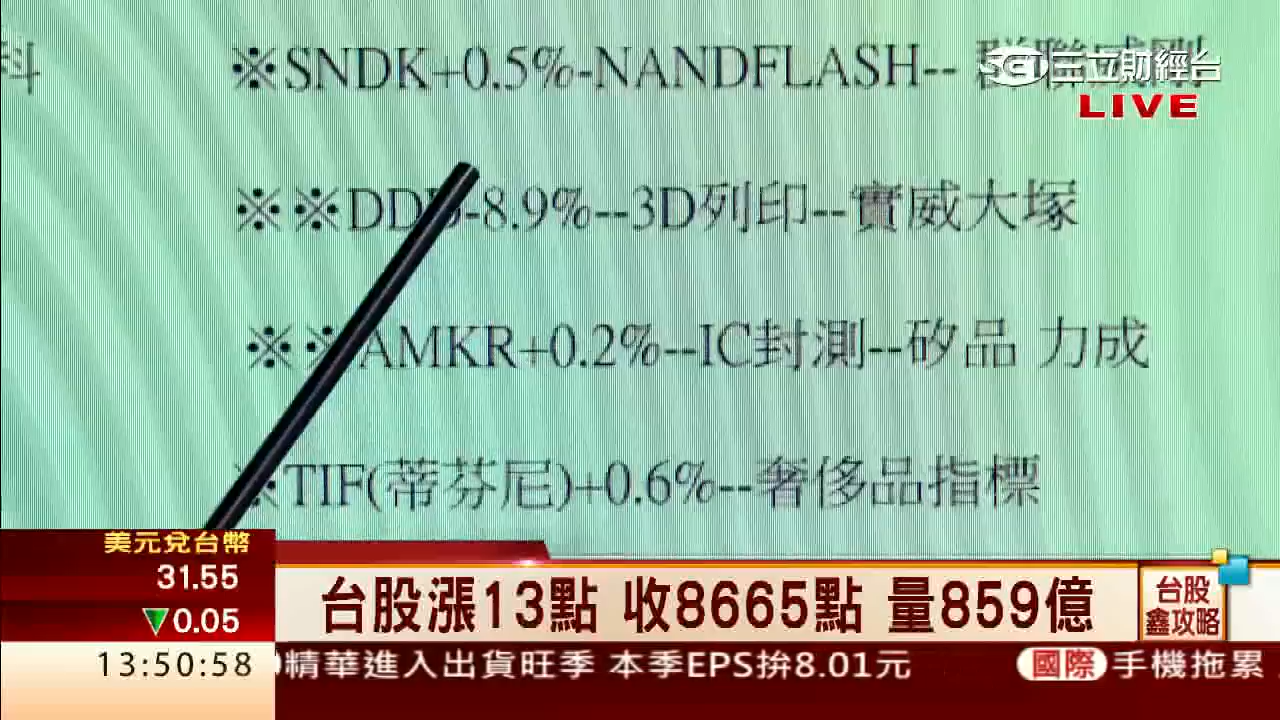 科
※SNDK+0.5%-NANDFLASH--
三立財經台
LIVE
※※DDD-8.9%--3D列印--實威大塚
※※AMKR+0.2%--IC封測--矽品 力成
※TIF(蒂芬尼)+0.6%--奢侈品指標
美元兌台幣
31.55
▼0.05
13:50:58
台股漲13點 收8665點 量859億
台股
鑫攻略
精華進入出貨旺季 本季EPS拚8.01元
國際 手機拖累